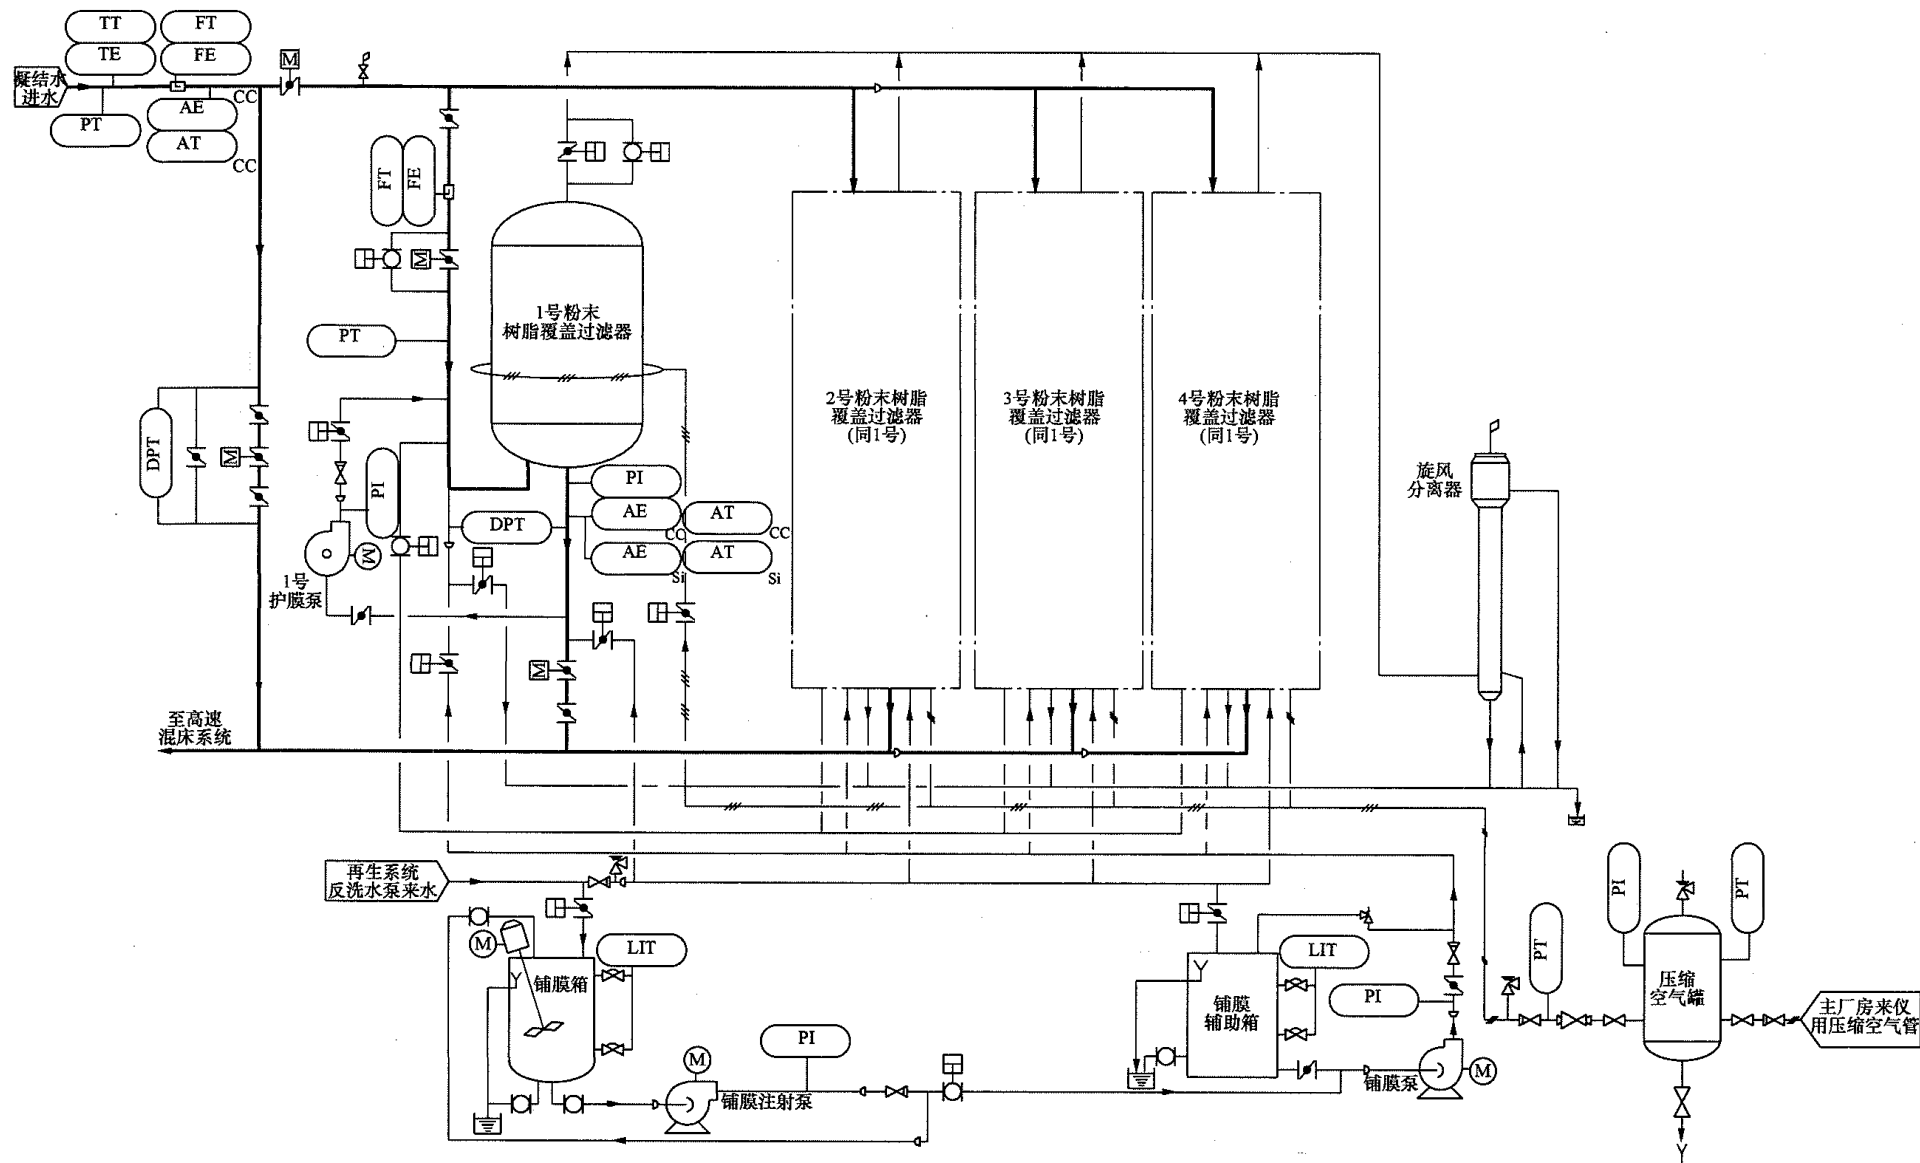 TT
FT
TE
FE
M
凝结水
进水
CC
AE
PT
AT
CC
FT
FE
M
1号粉末
树脂覆盖过滤器
PT
2号粉末树脂
覆盖过滤器
(同1号)
3号粉末树脂
覆盖过滤器
(同1号)
4号粉末树脂
覆盖过滤器
(同1号)
DPT
M
PI
旋风
分离器
PI
AE
CC
AT
CC
DPT
AE
Si
AT
Si
M
1号
护膜泵
M
至高速
混床系统
再生系统
反洗水泵来水
M
LIT
铺膜箱
LIT
铺膜
辅助箱
PI
PI
PT
PT
压缩
空气罐
主厂房来仪
用压缩空气管
M
PI
铺膜注射泵
铺膜泵
M